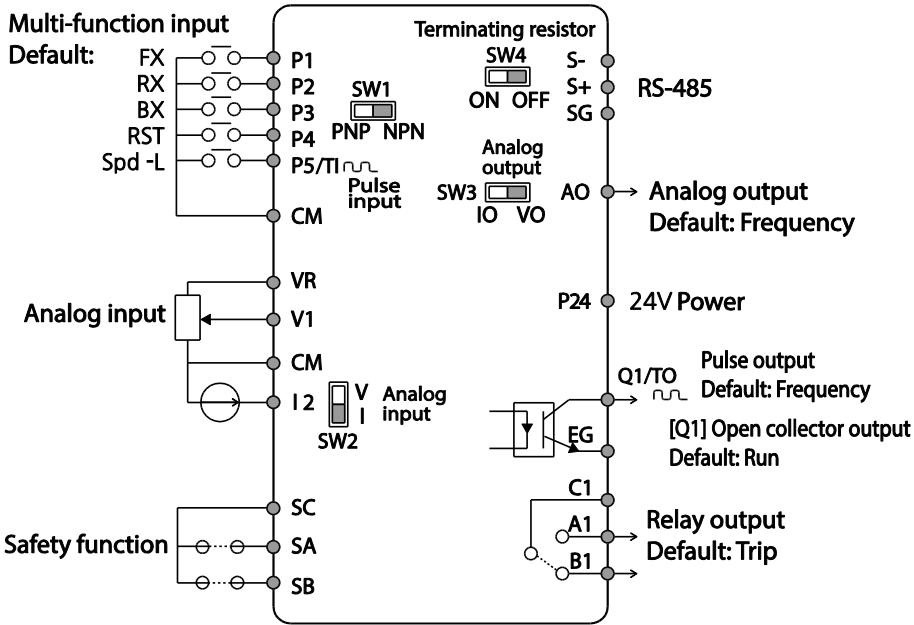 Multi-function input
Default:
FX
RX
BX
RST
Spd -L
P1
P2
P3
P4
P5/TI
Pulse
input
CM
SW1
PNP NPN
Terminating resistor
SW4
ON OFF
S-
S+
SG
RS-485
Analog
output
SW3
IO VO
AO
Analog output
Default: Frequency
Analog input
VR
V1
CM
I 2
V
I
SW2
Analog
input
P24
24V Power
Q1/TO
Pulse output
Default: Frequency
EG
[Q1] Open collector output
Default: Run
Safety function
SC
SA
SB
C1
A1
B1
Relay output
Default: Trip